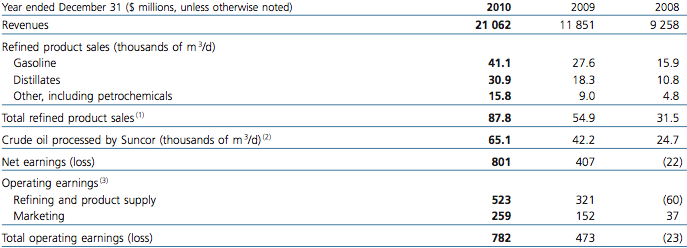 Year ended December 31 ($ millions, unless otherwise noted) 2010 2009 2008
Revenues 21 062 11 851 9 258
Refined product sales (thousands of m³/d)
Gasoline 41.1 27.6 15.9
Distillates 30.9 18.3 10.8
Other, including petrochemicals 15.8 9.0 4.8
Total refined product sales (1) 87.8 54.9 31.5
Crude oil processed by Suncor (thousands of m³/d) (2) 65.1 42.2 24.7
Net earnings (loss) 801 407 (22)
Operating earnings (3)
Refining and product supply 523 321 (60)
Marketing 259 152 37
Total operating earnings (loss) 782 473 (23)